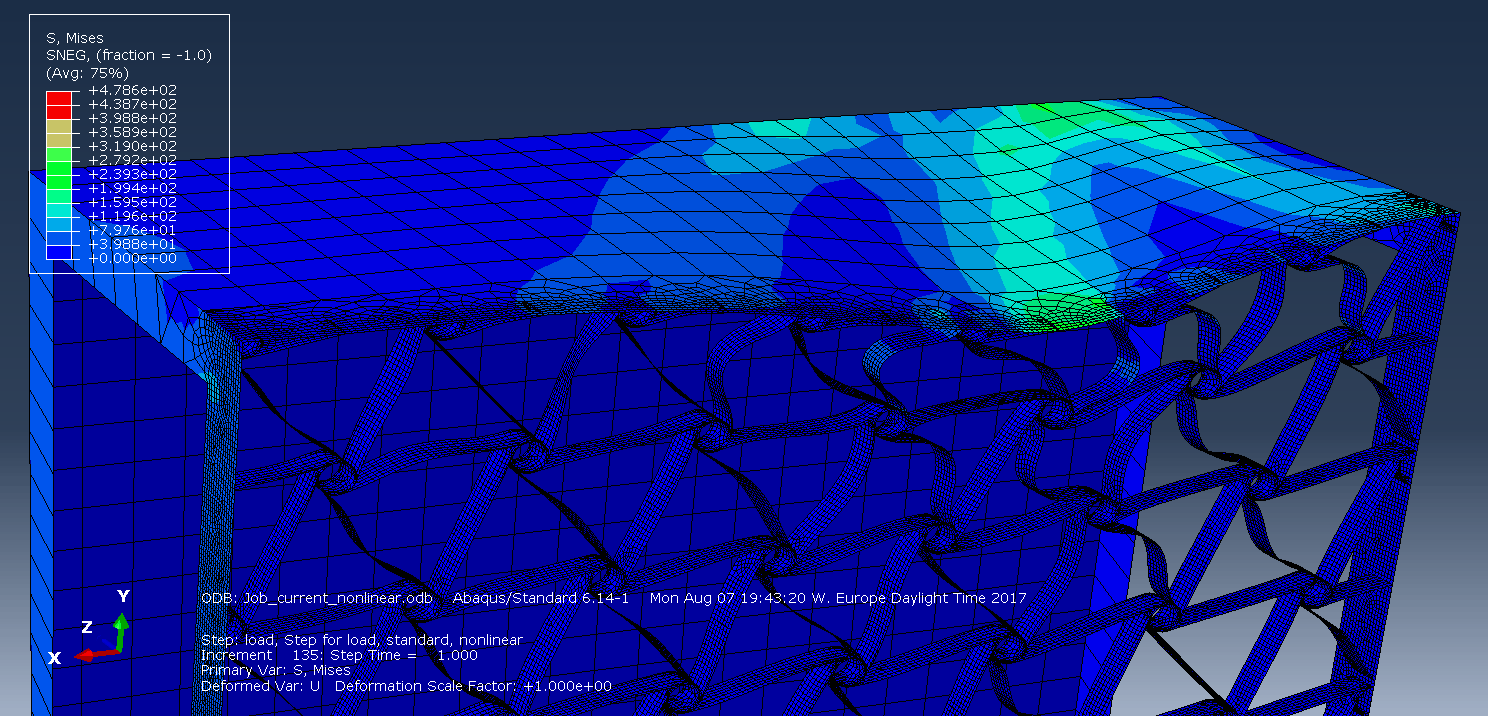 S, Mises
SNEG, (fraction = -1.0)
(Avg: 75%)
+4.786e+02
+4.387e+02
+3.988e+02
+3.589e+02
+3.190e+02
+2.792e+02
+2.393e+02
+1.994e+02
+1.595e+02
+1.196e+02
+7.976e+01
+3.988e+01
+0.000e+00
ODB: Job_current_nonlinear.odb Abaqus/Standard 6.14-1 Mon Aug 07 19:43:20 W. Europe Daylight Time 2017
Y
Z
X
Step: load, Step for load, standard, nonlinear
Increment 135: Step Time = 1.000
Primary Var: S, Mises
Deformed Var: U Deformation Scale Factor: +1.000e+00